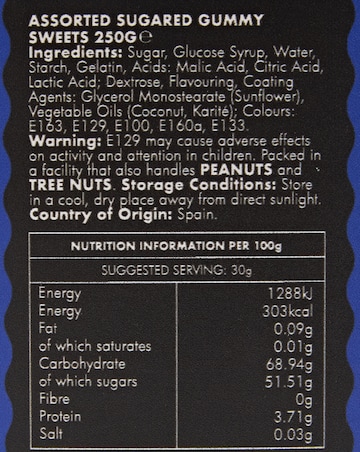 ASSORTED SUGARED GUMMY
SWEETS 250G℮
Ingredients: Sugar, Glucose Syrup, Water,
Starch, Gelatin, Acids: Malic Acid, Citric Acid,
Lactic Acid; Dextrose, Flavouring, Coating
Agents: Glycerol Monostearate (Sunflower),
Vegetable Oils (Coconut, Karité); Colours:
E163, E129, E100, E160a, E133.
Warning: E129 may cause adverse effects
on activity and attention in children. Packed in
a facility that also handles PEANUTS and
TREE NUTS. Storage Conditions: Store
in a cool, dry place away from direct sunlight.
Country of Origin: Spain.
NUTRITION INFORMATION PER 100g
SUGGESTED SERVING: 30g
Energy 1288kJ
Energy 303kcal
Fat 0.09g
of which saturates 0.01g
Carbohydrate 68.94g
of which sugars 51.51g
Fibre 0g
Protein 3.71g
Salt 0.03g